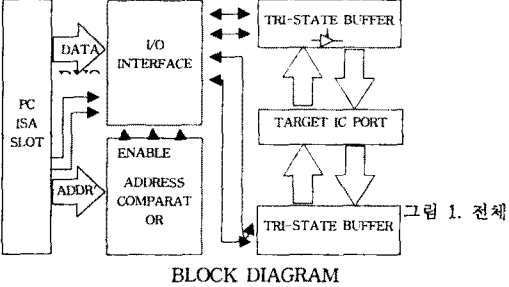 TRI-STATE BUFFER
DATA
I/O
INTERFACE
PC
ISA
SLOT
TARGET IC PORT
ENABLE
ADDR'
ADDRESS
COMPARAT
OR
TRI-STATE BUFFER
그림 1. 전체
BLOCK DIAGRAM